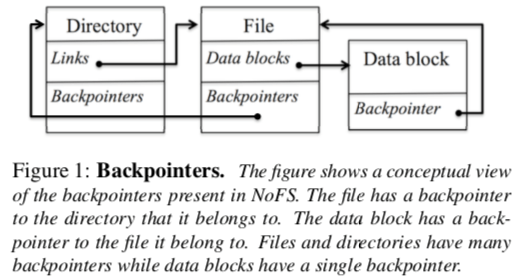 Directory
File
Links
Data blocks
Data block
Backpointers
Backpointers
Backpointer
Figure 1: Backpointers. The figure shows a conceptual view
of the backpointers present in NoFS. The file has a backpointer
to the directory that it belongs to. The data block has a back-
pointer to the file it belong to. Files and directories have many
backpointers while data blocks have a single backpointer.